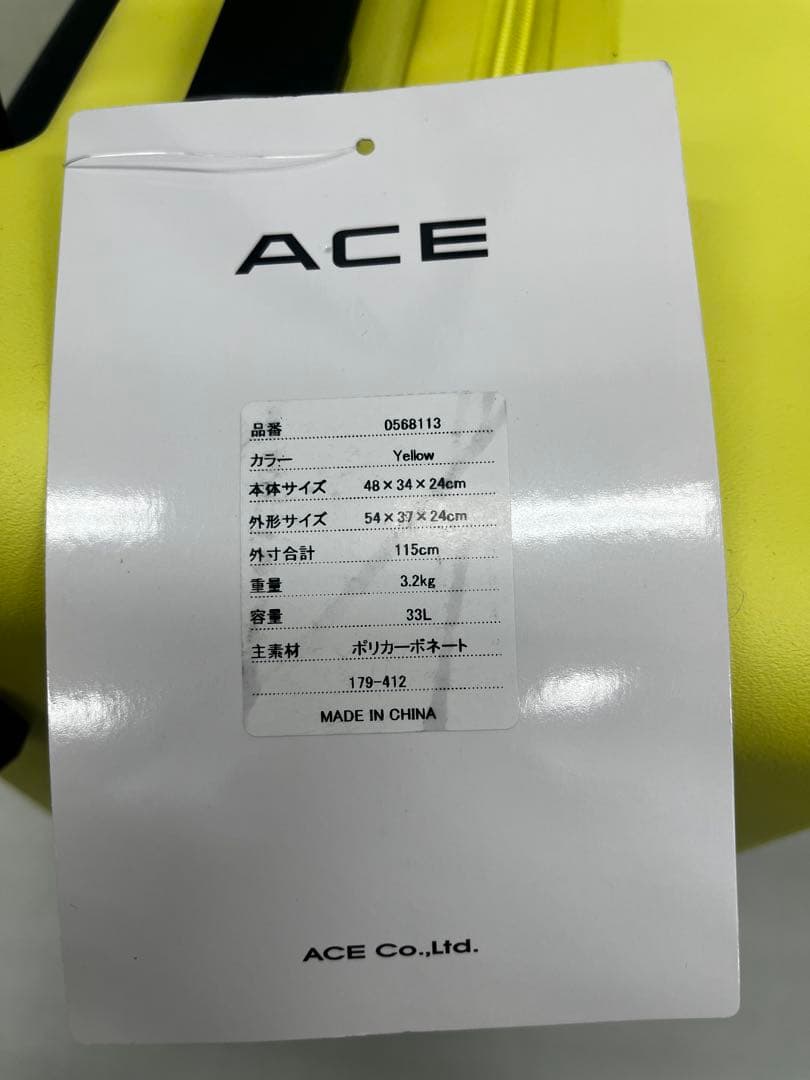 ACE
品番 0568113
カラー Yellow
本体サイズ 48×34×24cm
外形サイズ 54×37×24cm
外寸合計 115cm
重量 3.2kg
容量 33L
主素材 ポリカーボネート
179-412
MADE IN CHINA
ACE Co.,Ltd.